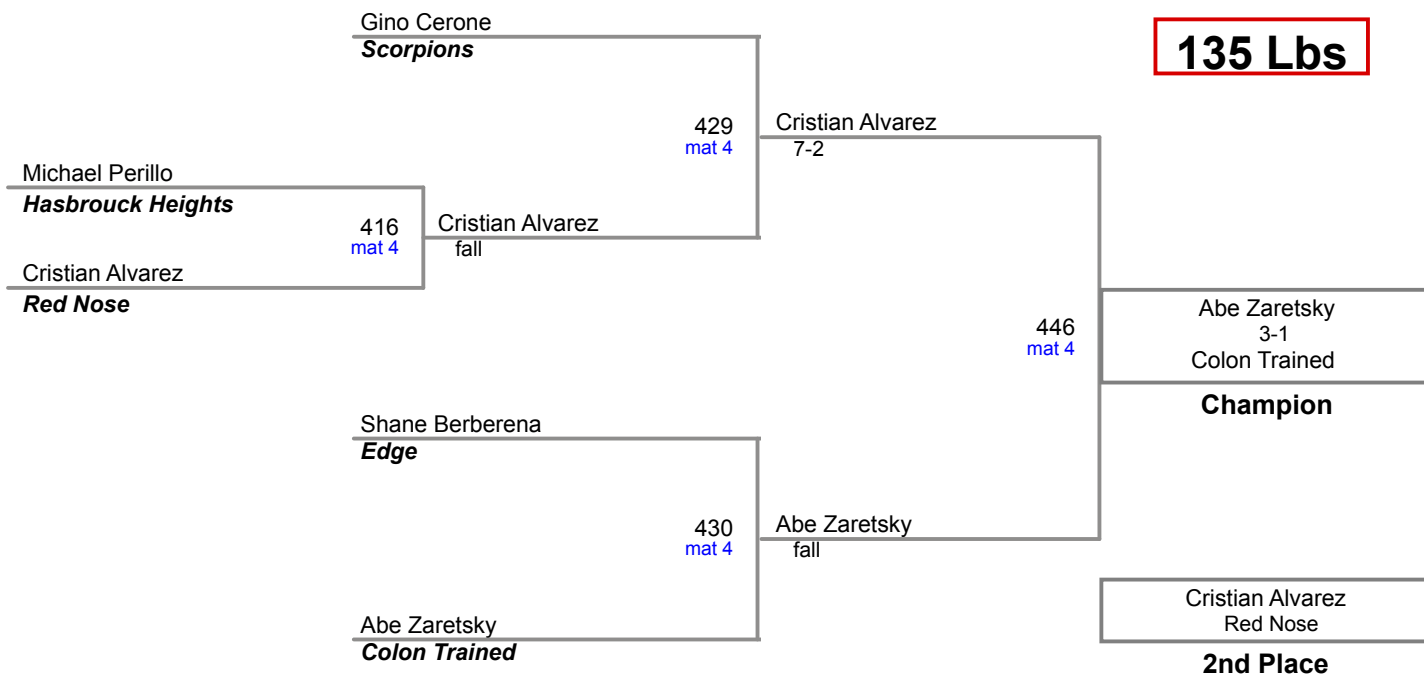 Gino Cerone
Scorpions
135 Lbs
429
mat 4
Cristian Alvarez
7-2
Michael Perillo
Hasbrouck Heights
416
mat 4
Cristian Alvarez
fall
Cristian Alvarez
Red Nose
446
mat 4
Abe Zaretsky
3-1
Colon Trained
Champion
Shane Berberena
Edge
430
mat 4
Abe Zaretsky
fall
Abe Zaretsky
Colon Trained
Cristian Alvarez
Red Nose
2nd Place